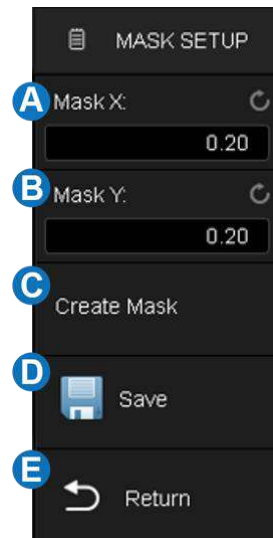 MASK SETUP
A
Mask X:
0.20
B
Mask Y:
0.20
C
Create Mask
D
Save
E
Return